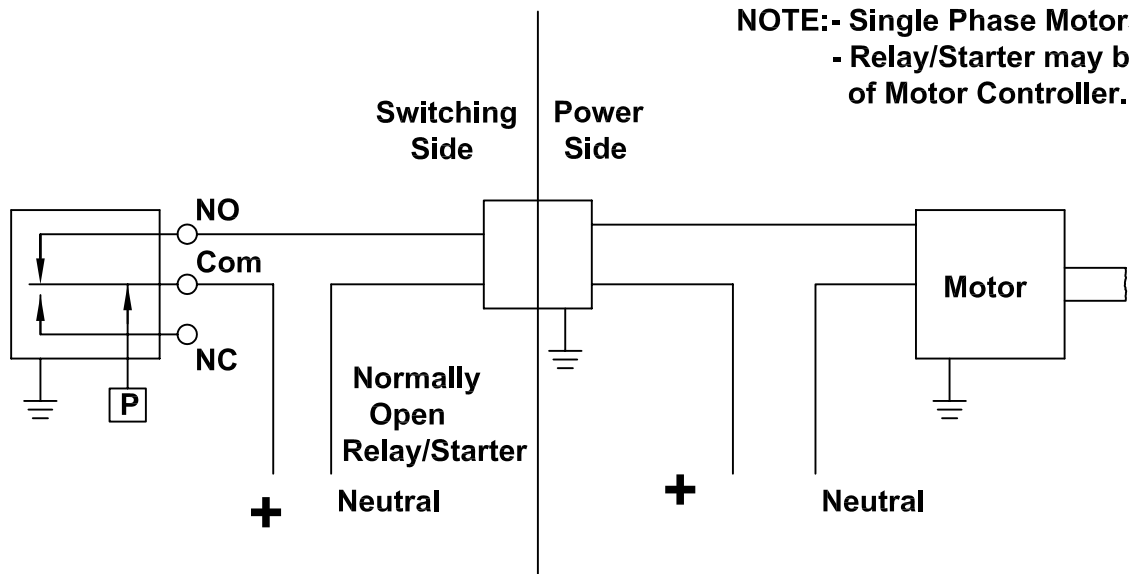 NOTE:- Single Phase Motor
- Relay/Starter may b
of Motor Controller.
Switching
Side
Power
Side
NO
Com
NC
P
Normally
Open
Relay/Starter
+
Neutral
Motor
+
Neutral